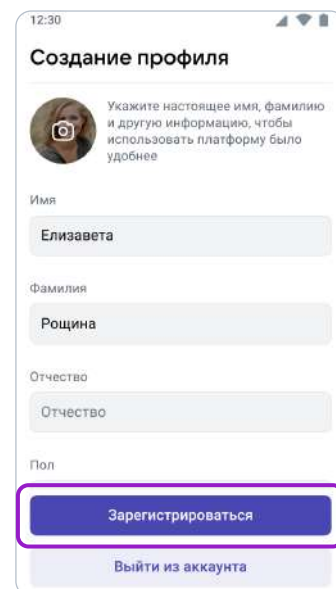 12:30
Создание профиля
Укажите настоящее имя, фамилию
и другую информацию, чтобы
использовать платформу было
удобнее
Имя
Елизавета
Фамилия
Рощина
Отчество
Отчество
Пол
Зарегистрироваться
Выйти из аккаунта